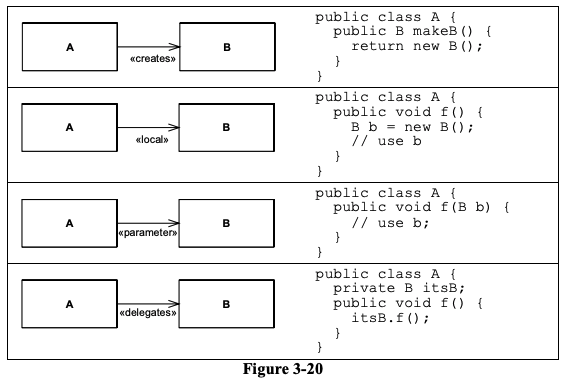 A
B
«creates»
public class A {
public B makeB() {
return new B();
}
}
A
B
«local»
public class A {
public void f() {
B b = new B();
// use b
}
}
A
B
«parameter»
public class A {
public void f(B b) {
// use b;
}
}
A
B
«delegates»
public class A {
private B itsB;
public void f() {
itsB.f();
}
}
Figure 3-20